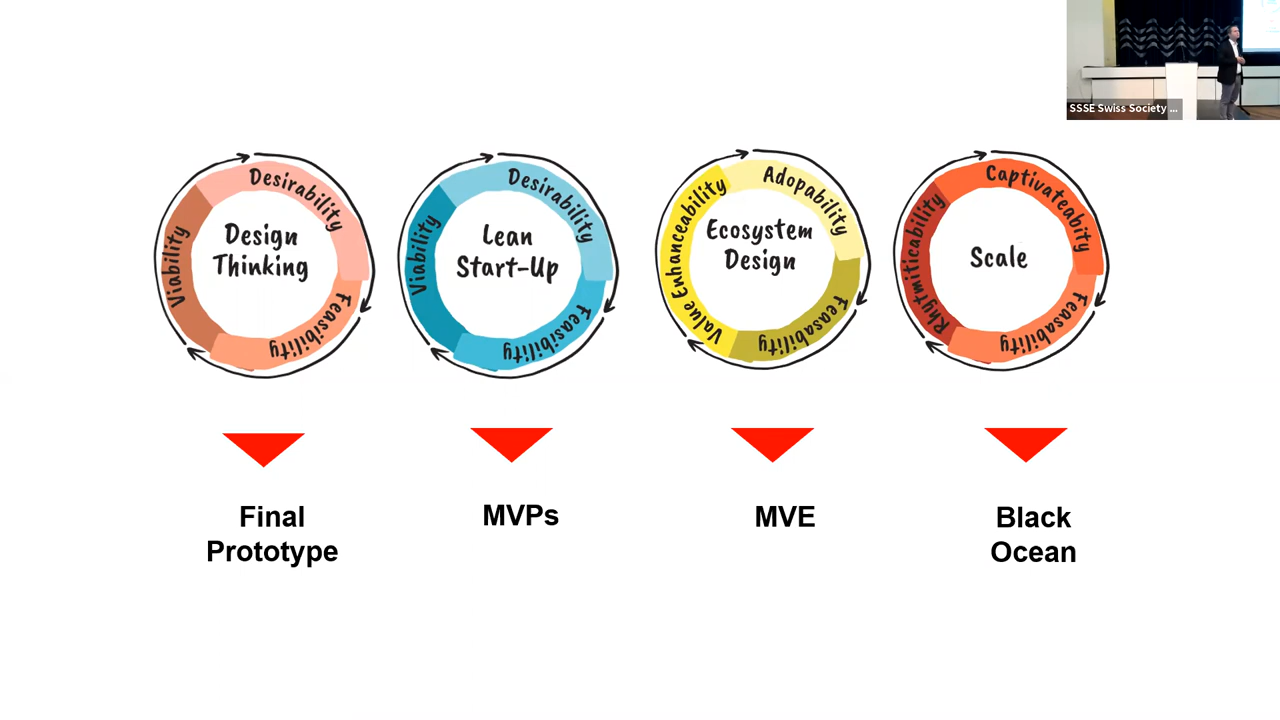 SSSE Swiss Society ...
Desirability
Viability
Feasibility
Design
Thinking
Desirability
Viability
Feasibility
Lean
Start-Up
Adopability
Value Enhanceability
Feasability
Ecosystem
Design
Captivateabity
Rhytmiticability
Feasability
Scale
Final
Prototype
MVPs
MVE
Black
Ocean